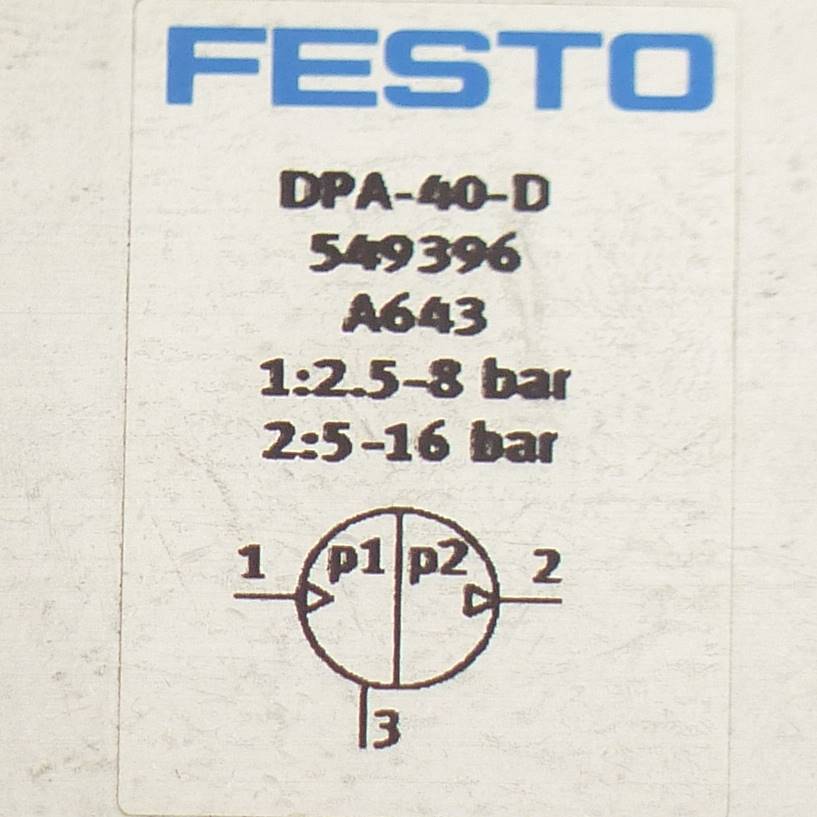 FESTO
DPA-40-D
549396
A643
1:2.5-8 bar
2:5-16 bar
1 p1 p2 2
3